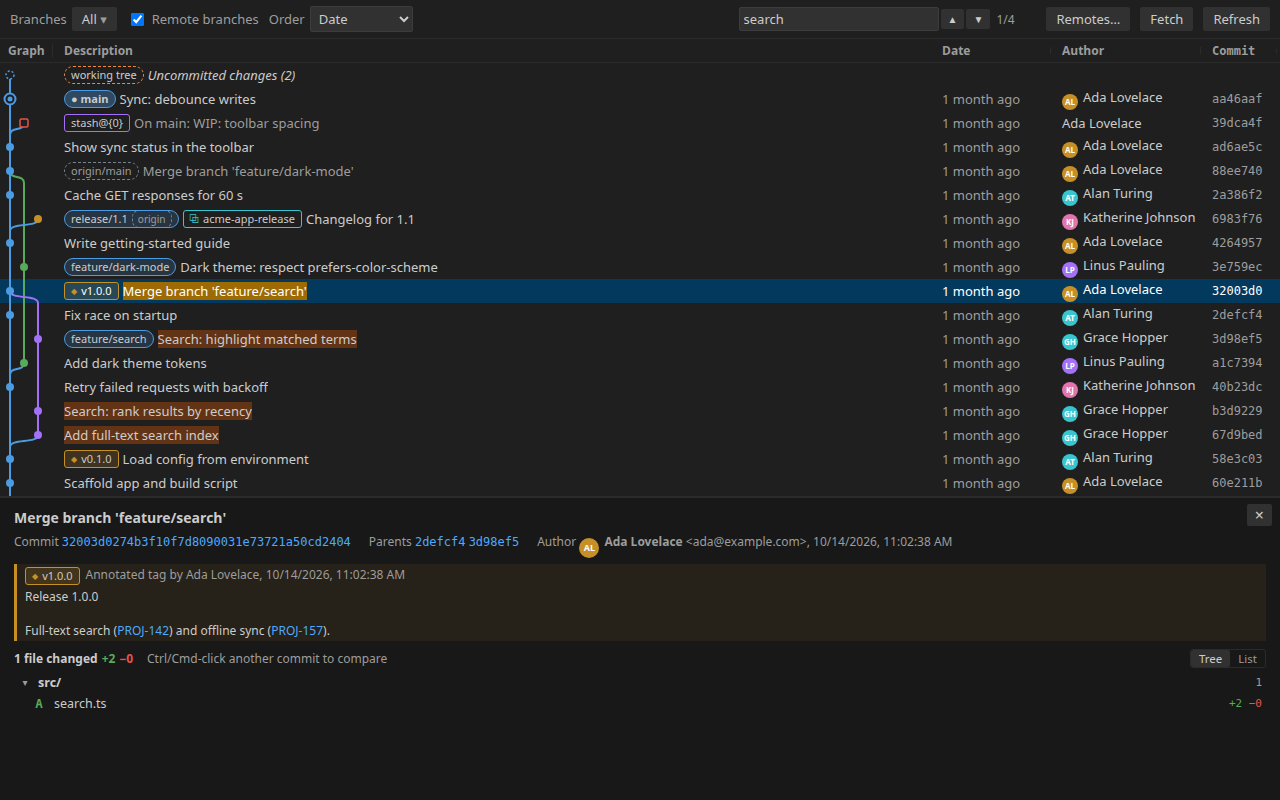 Branches All ▾ Remote branches Order Date search ▲ ▼ 1/4 Remotes... Fetch Refresh
Graph Description Date Author Commit
working tree Uncommitted changes (2)
● main Sync: debounce writes 1 month ago AL Ada Lovelace aa46aaf
stash@{0} On main: WIP: toolbar spacing 1 month ago Ada Lovelace 39dca4f
Show sync status in the toolbar 1 month ago AL Ada Lovelace ad6ae5c
origin/main Merge branch 'feature/dark-mode' 1 month ago AL Ada Lovelace 88ee740
Cache GET responses for 60 s 1 month ago AT Alan Turing 2a386f2
release/1.1 origin acme-app-release Changelog for 1.1 1 month ago KJ Katherine Johnson 6983f76
Write getting-started guide 1 month ago AL Ada Lovelace 4264957
feature/dark-mode Dark theme: respect prefers-color-scheme 1 month ago LP Linus Pauling 3e759ec
◆ v1.0.0 Merge branch 'feature/search' 1 month ago AL Ada Lovelace 32003d0
Fix race on startup 1 month ago AT Alan Turing 2defcf4
feature/search Search: highlight matched terms 1 month ago GH Grace Hopper 3d98ef5
Add dark theme tokens 1 month ago LP Linus Pauling a1c7394
Retry failed requests with backoff 1 month ago KJ Katherine Johnson 40b23dc
Search: rank results by recency 1 month ago GH Grace Hopper b3d9229
Add full-text search index 1 month ago GH Grace Hopper 67d9bed
◆ v0.1.0 Load config from environment 1 month ago AT Alan Turing 58e3c03
Scaffold app and build script 1 month ago AL Ada Lovelace 60e211b
Merge branch 'feature/search' ✕
Commit 32003d0274b3f10f7d8090031e73721a50cd2404 Parents 2defcf4 3d98ef5 Author AL Ada Lovelace <ada@example.com>, 10/14/2026, 11:02:38 AM
◆ v1.0.0 Annotated tag by Ada Lovelace, 10/14/2026, 11:02:38 AM
Release 1.0.0
Full-text search (PROJ-142) and offline sync (PROJ-157).
1 file changed +2 −0 Ctrl/Cmd-click another commit to compare Tree List
▾ src/ 1
A search.ts +2 −0